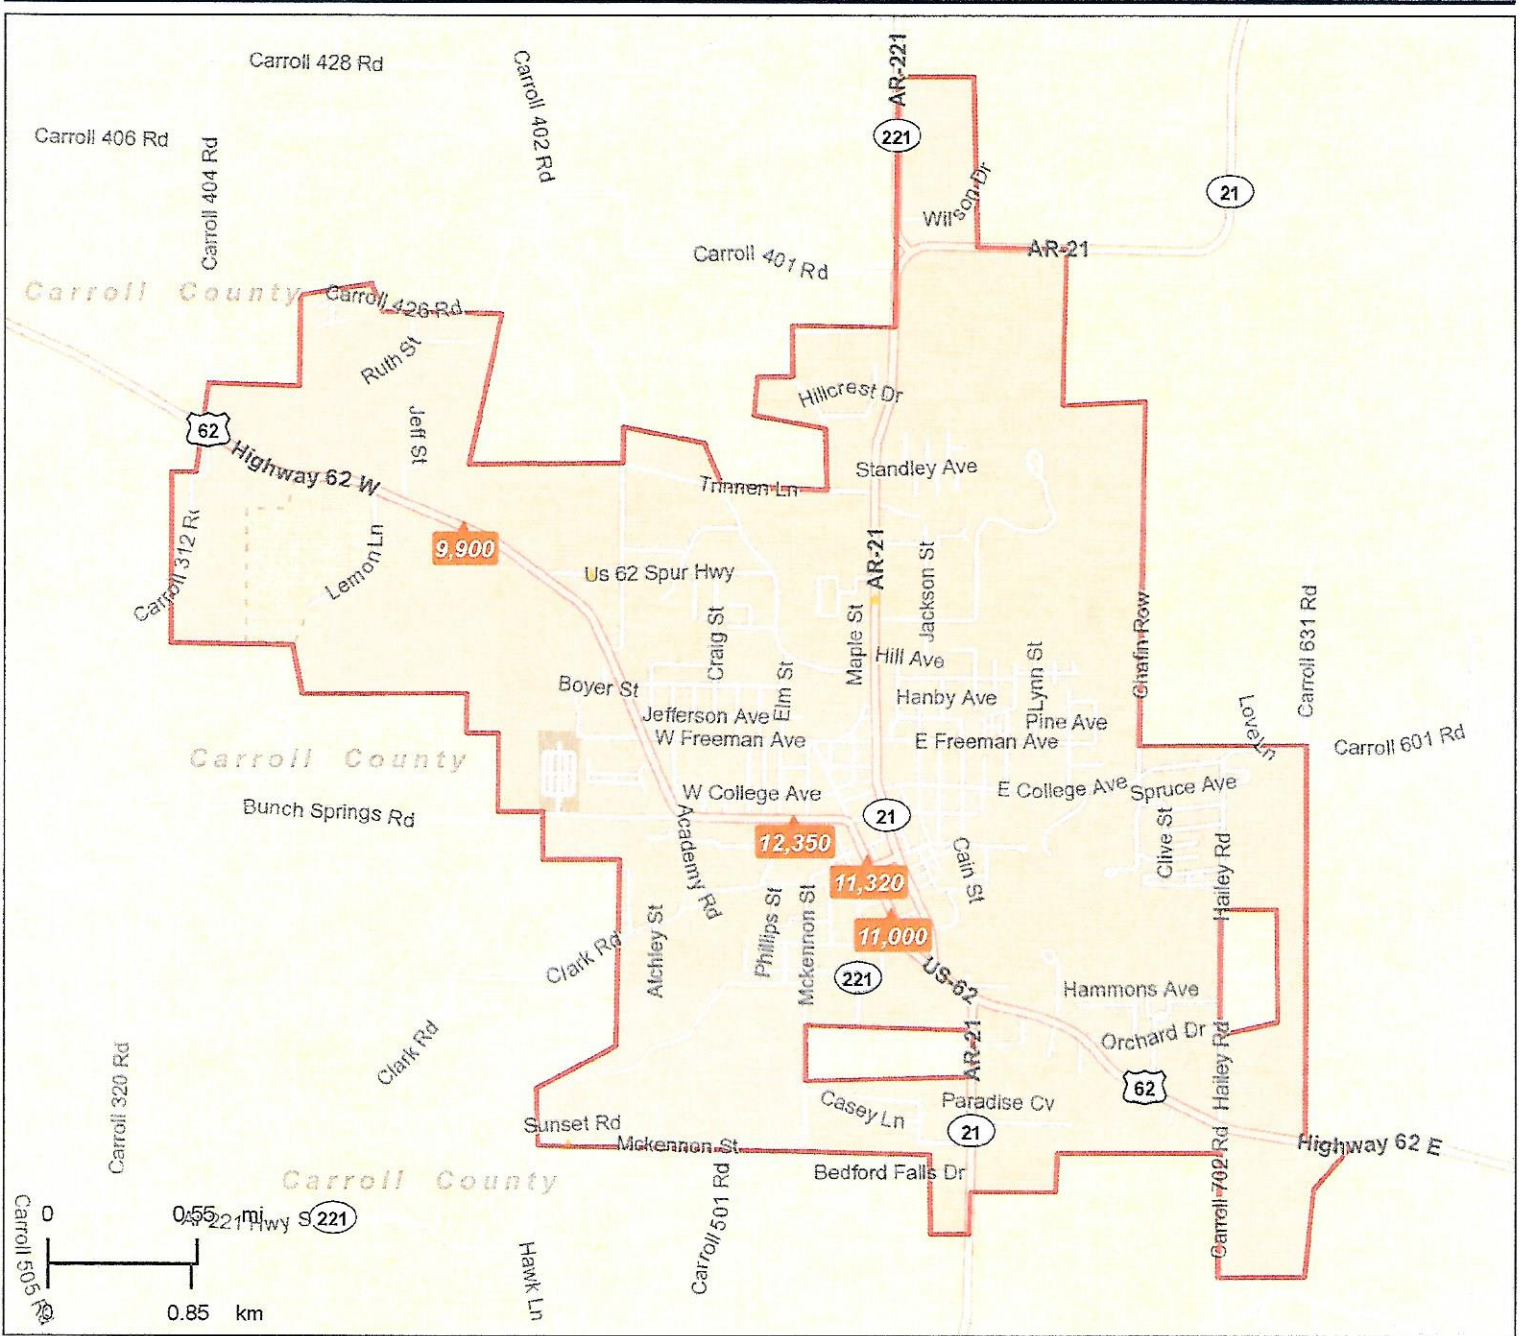 Carroll 428 Rd
Carroll 402 Rd
AR-221
Carroll 406 Rd
Carroll 404 Rd
221
21
Wilson Dr
Carroll 401 Rd
AR-21
Carroll County
Carroll 426 Rd
Ruth St
Hillcrest Dr
62
Jeff St
Highway 62 W
Standley Ave
Trinnen Ln
9,900
Carroll 312 R
Lemon Ln
Us 62 Spur Hwy
AR-21
Jackson St
Craig St
Maple St
Hill Ave
Elm St
Lynn St
Chafin Row
Carroll 631 Rd
Boyer St
Hanby Ave
Jefferson Ave
Pine Ave
W Freeman Ave
E Freeman Ave
Love Ln
Carroll 601 Rd
Carroll County
Bunch Springs Rd
W College Ave
E College Ave
Spruce Ave
21
12,350
Academy Rd
Clive St
Cain St
Hailey Rd
11,320
11,000
Atchley St
Phillips St
Mckennon St
Clark Rd
221
US-62
Hammons Ave
Orchard Dr
AR-21
Hailey Rd
Clark Rd
62
Carroll 320 Rd
Casey Ln
Paradise Cv
Sunset Rd
21
Mckennon St
Highway 62 E
Bedford Falls Dr
Carroll 702 Rd
Carroll County
Carroll 501 Rd
0 0.55 mi
Ar 221 Hwy S
221
Carroll 505 Rd
Hawk Ln
0 0.85 km